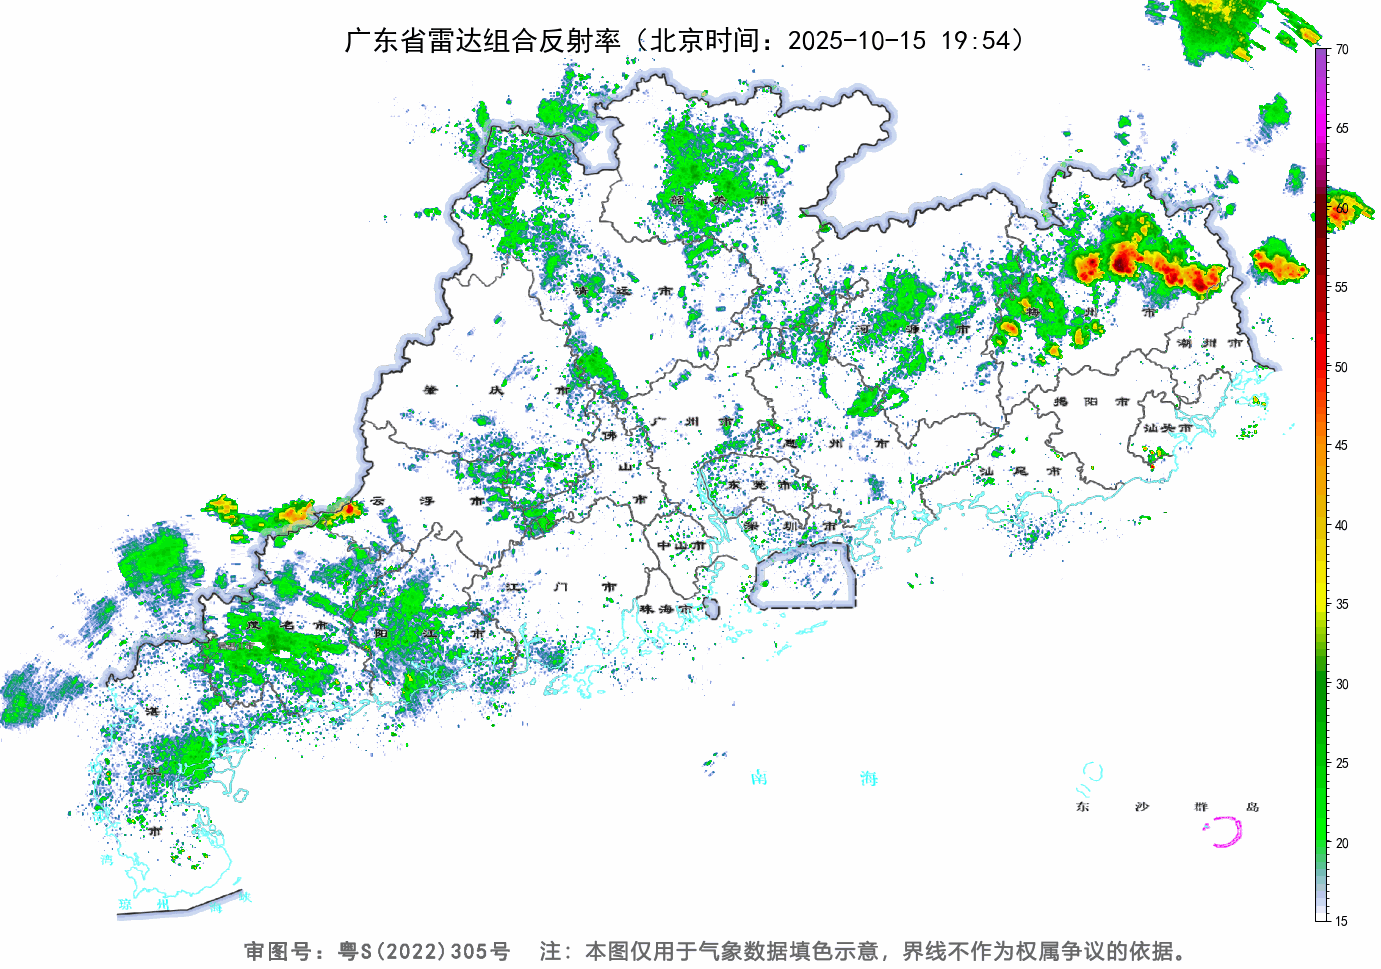 广东省雷达组合反射率（北京时间：2025-10-15 19:54）
70
65
60
55
50
45
40
35
30
25
20
15
韶关市
清远市
河源市
梅州市
潮州市
肇庆市
广州市
佛山市
惠州市
揭阳市
汕头市
汕尾市
云浮市
东莞市
深圳市
中山市
江门市
珠海市
茂名市
阳江市
湛江市
南海
东沙群岛
湾
琼州海峡
审图号：粤S(2022)305号 注：本图仅用于气象数据填色示意，界线不作为权属争议的依据。